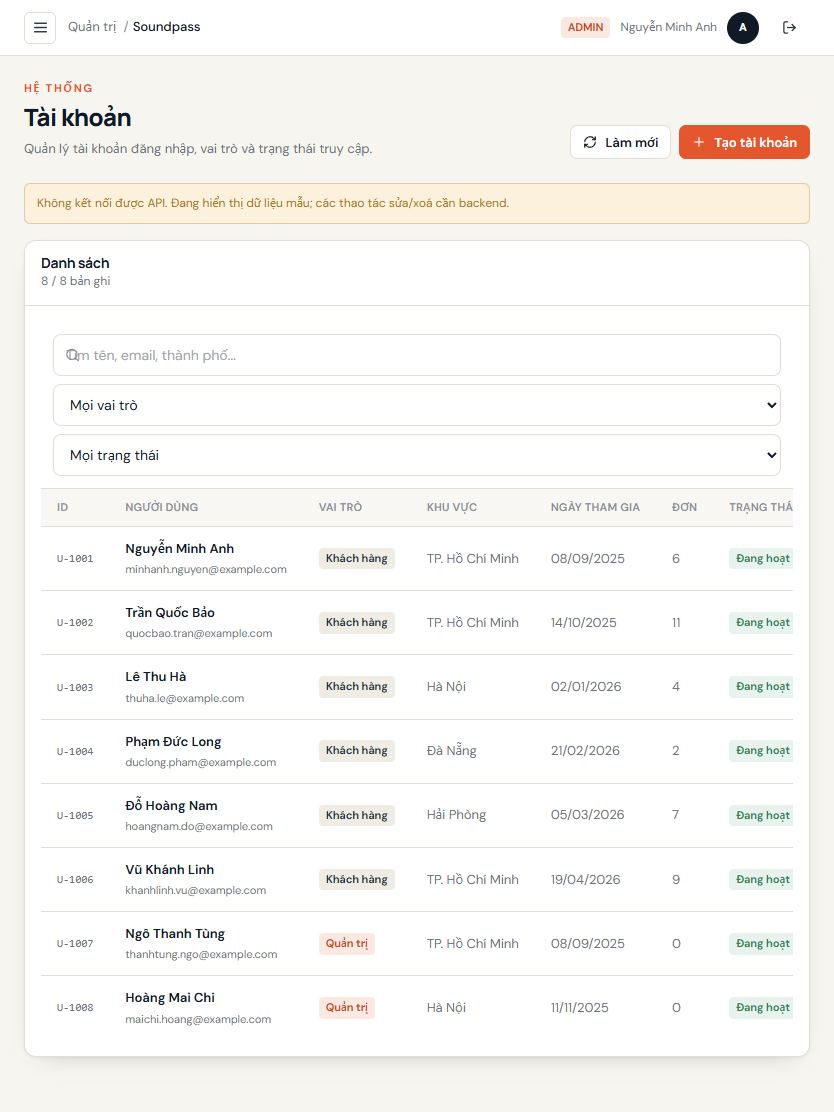 Quản trị / Soundpass
ADMIN Nguyễn Minh Anh A
HỆ THỐNG
Tài khoản
Quản lý tài khoản đăng nhập, vai trò và trạng thái truy cập.
Làm mới
Tạo tài khoản
Không kết nối được API. Đang hiển thị dữ liệu mẫu; các thao tác sửa/xoá cần backend.
Danh sách
8 / 8 bản ghi
Tìm tên, email, thành phố...
Mọi vai trò
Mọi trạng thái
ID NGƯỜI DÙNG VAI TRÒ KHU VỰC NGÀY THAM GIA ĐƠN TRẠNG THÁ
U-1001 Nguyễn Minh Anh Khách hàng TP. Hồ Chí Minh 08/09/2025 6 Đang hoạt
minhanh.nguyen@example.com
U-1002 Trần Quốc Bảo Khách hàng TP. Hồ Chí Minh 14/10/2025 11 Đang hoạt
quocbao.tran@example.com
U-1003 Lê Thu Hà Khách hàng Hà Nội 02/01/2026 4 Đang hoạt
thuha.le@example.com
U-1004 Phạm Đức Long Khách hàng Đà Nẵng 21/02/2026 2 Đang hoạt
duclong.pham@example.com
U-1005 Đỗ Hoàng Nam Khách hàng Hải Phòng 05/03/2026 7 Đang hoạt
hoangnam.do@example.com
U-1006 Vũ Khánh Linh Khách hàng TP. Hồ Chí Minh 19/04/2026 9 Đang hoạt
khanhlinh.vu@example.com
U-1007 Ngô Thanh Tùng Quản trị TP. Hồ Chí Minh 08/09/2025 0 Đang hoạt
thanhtung.ngo@example.com
U-1008 Hoàng Mai Chi Quản trị Hà Nội 11/11/2025 0 Đang hoạt
maichi.hoang@example.com